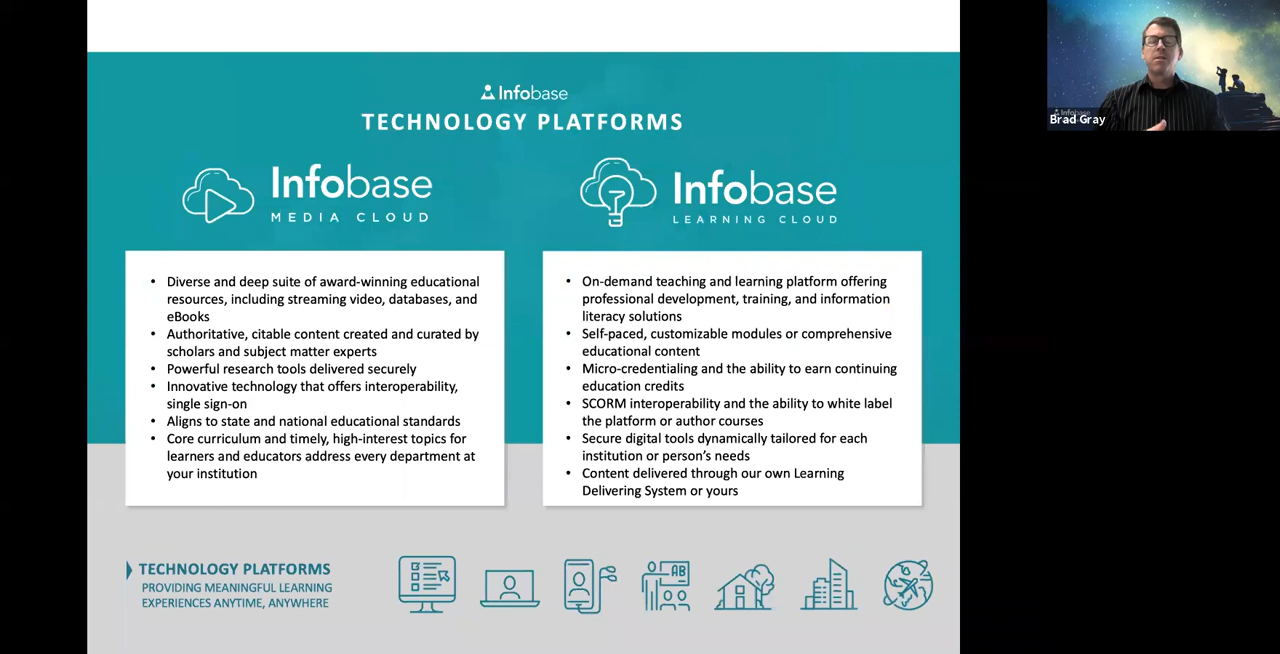 Infobase
TECHNOLOGY PLATFORMS
Infobase
MEDIA CLOUD
• Diverse and deep suite of award-winning educational
resources, including streaming video, databases, and
eBooks
• Authoritative, citable content created and curated by
scholars and subject matter experts
• Powerful research tools delivered securely
• Innovative technology that offers interoperability,
single sign-on
• Aligns to state and national educational standards
• Core curriculum and timely, high-interest topics for
learners and educators address every department at
your institution
Infobase
LEARNING CLOUD
• On-demand teaching and learning platform offering
professional development, training, and information
literacy solutions
• Self-paced, customizable modules or comprehensive
educational content
• Micro-credentialing and the ability to earn continuing
education credits
• SCORM interoperability and the ability to white label
the platform or author courses
• Secure digital tools dynamically tailored for each
institution or person's needs
• Content delivered through our own Learning
Delivering System or yours
TECHNOLOGY PLATFORMS
PROVIDING MEANINGFUL LEARNING
EXPERIENCES ANYTIME, ANYWHERE
AB
Infobase
Brad Gray